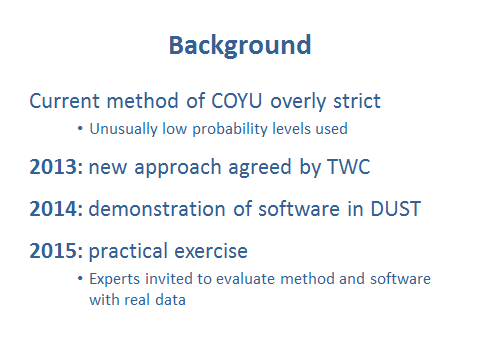 Background
Current method of COYU overly strict
• Unusually low probability levels used
2013: new approach agreed by TWC
2014: demonstration of software in DUST
2015: practical exercise
• Experts invited to evaluate method and software
with real data